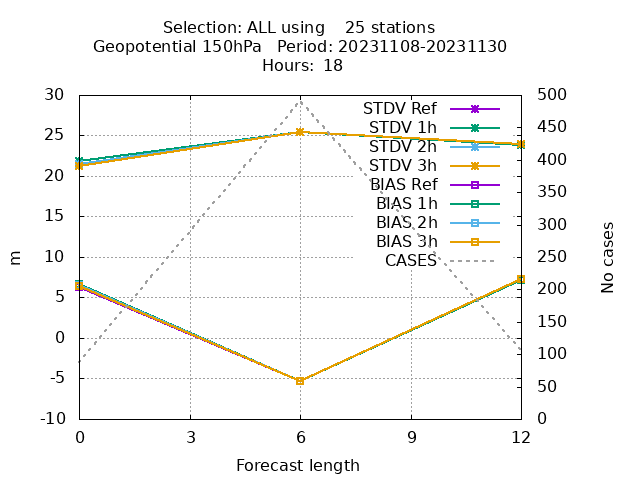 Selection: ALL using    25 stations
Geopotential 150hPa   Period: 20231108-20231130
Hours: 18
30
25
20
15
10
5
0
-5
-10
m
500
450
400
350
300
250
200
150
100
50
0
No cases
STDV Ref
STDV 1h
STDV 2h
STDV 3h
BIAS Ref
BIAS 1h
BIAS 2h
BIAS 3h
CASES
0 3 6 9 12
Forecast length